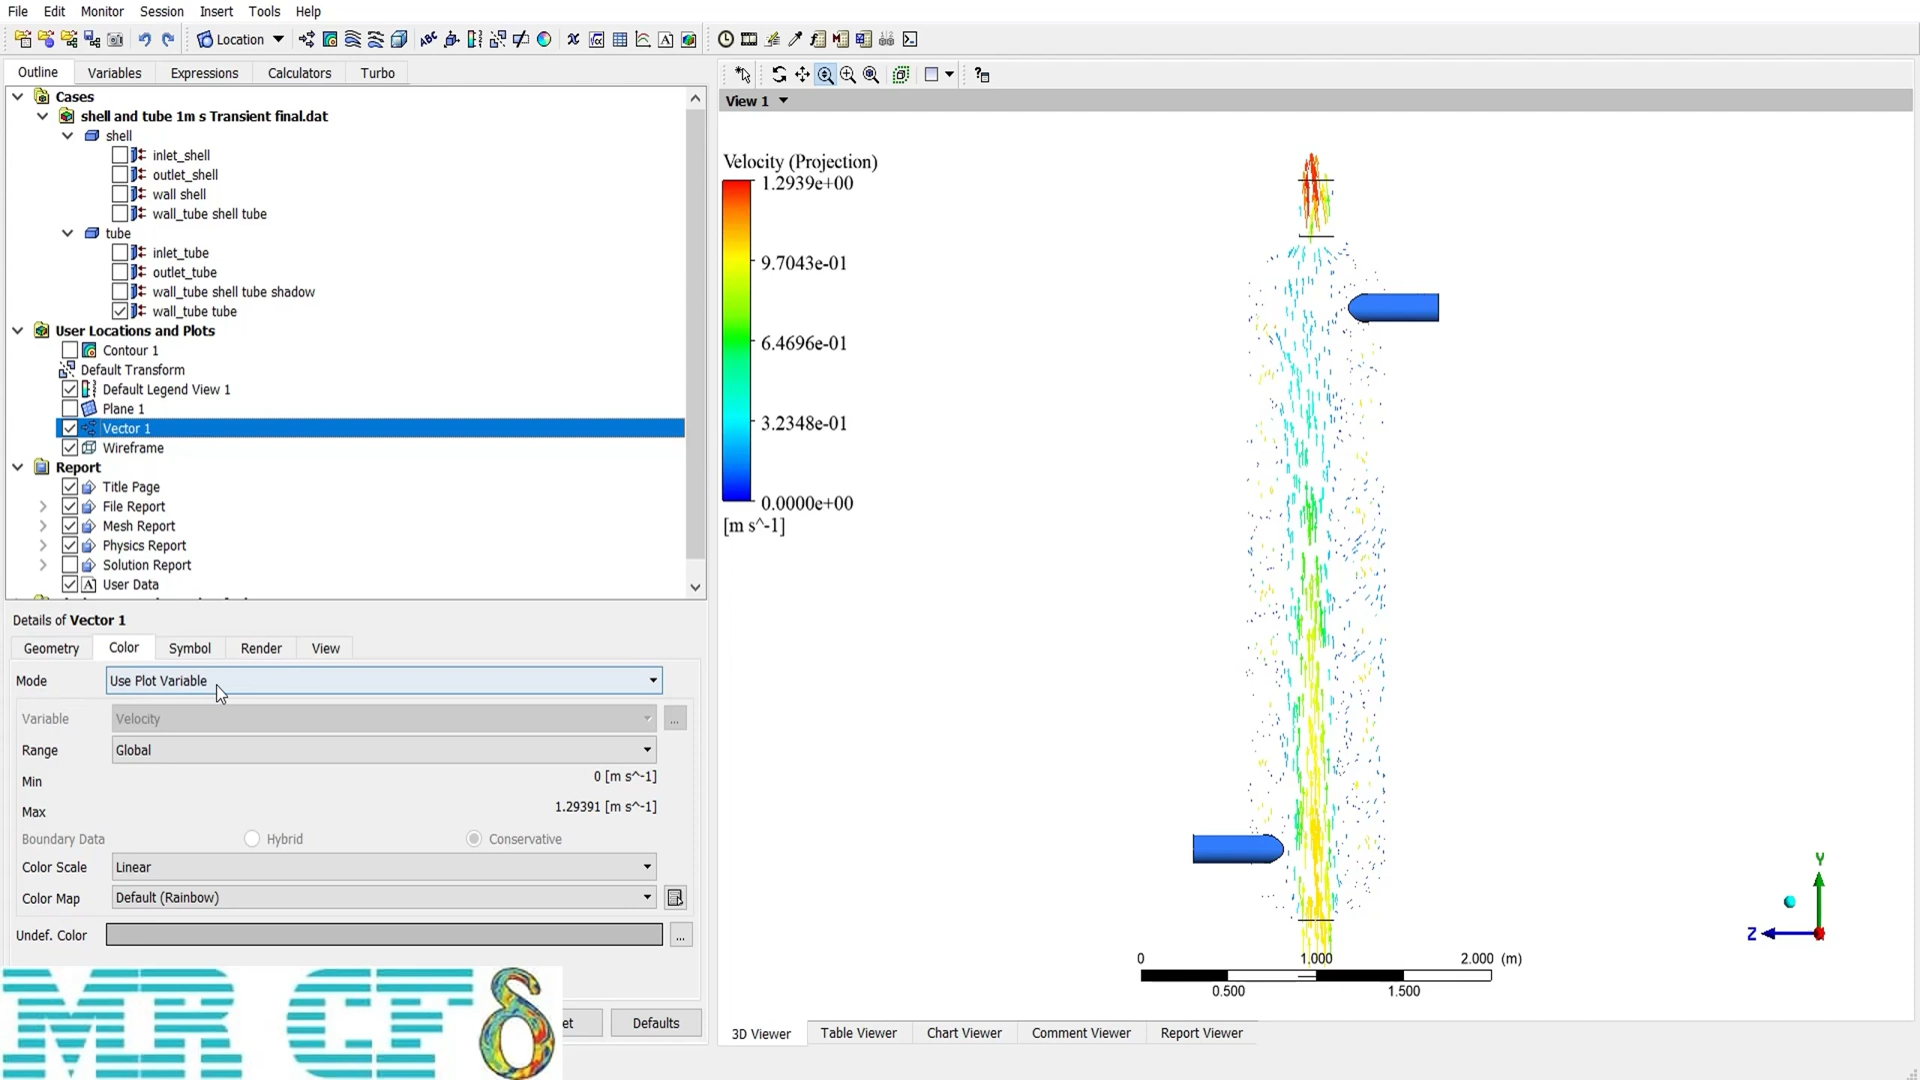 File Edit Monitor Session Insert Tools Help
Location
Outline Variables Expressions Calculators Turbo
Cases
shell and tube 1m s Transient final.dat
shell
inlet_shell
outlet_shell
wall shell
wall_tube shell tube
tube
inlet_tube
outlet_tube
wall_tube shell tube shadow
wall_tube tube
User Locations and Plots
Contour 1
Default Transform
Default Legend View 1
Plane 1
Vector 1
Wireframe
Report
Title Page
File Report
Mesh Report
Physics Report
Solution Report
User Data
Details of Vector 1
Geometry Color Symbol Render View
Mode Use Plot Variable
Variable Velocity ...
Range Global
Min 0 [m s^-1]
Max 1.29391 [m s^-1]
Boundary Data Hybrid Conservative
Color Scale Linear
Color Map Default (Rainbow)
Undef. Color ...
et Defaults
MR CFδ
View 1
Velocity (Projection)
1.2939e+00
9.7043e-01
6.4696e-01
3.2348e-01
0.0000e+00
[m s^-1]
Y
Z
0 1.000 2.000 (m)
0.500 1.500
3D Viewer Table Viewer Chart Viewer Comment Viewer Report Viewer